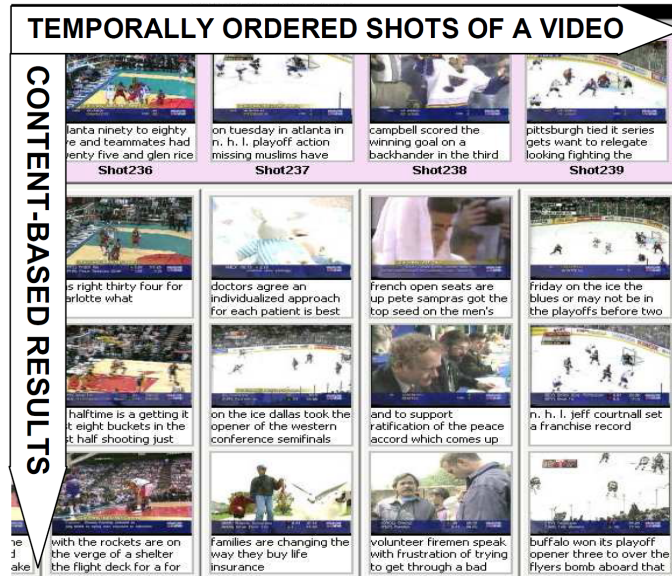 TEMPORALLY ORDERED SHOTS OF A VIDEO
CONTENT-BASED RESULTS
lanta ninety to eighty
and teammates had
enty five and glen rice
Shot236
on tuesday in atlanta in
n. h. l. playoff action
missing muslims have
Shot237
campbell scored the
winning goal on a
backhander in the third
Shot238
pittsburgh tied it series
gets want to relegate
looking fighting the
Shot239
s right thirty four for
arlotte what
doctors agree an
individualized approach
for each patient is best
french open seats are
up pete sampras got the
top seed on the men's
friday on the ice the
blues or may not be in
the playoffs before two
halftime is a getting it
eight buckets in the
half shooting just
on the ice dallas took the
opener of the western
conference semifinals
and to support
ratification of the peace
accord which comes up
n. h. l. jeff courtnall set
a franchise record
with the rockets are on
the verge of a shelter
the flight deck for a for
families are changing the
way they buy life
insurance
volunteer firemen speak
with frustration of trying
to get through a bad
buffalo won its playoff
opener three to over the
flyers bomb aboard that